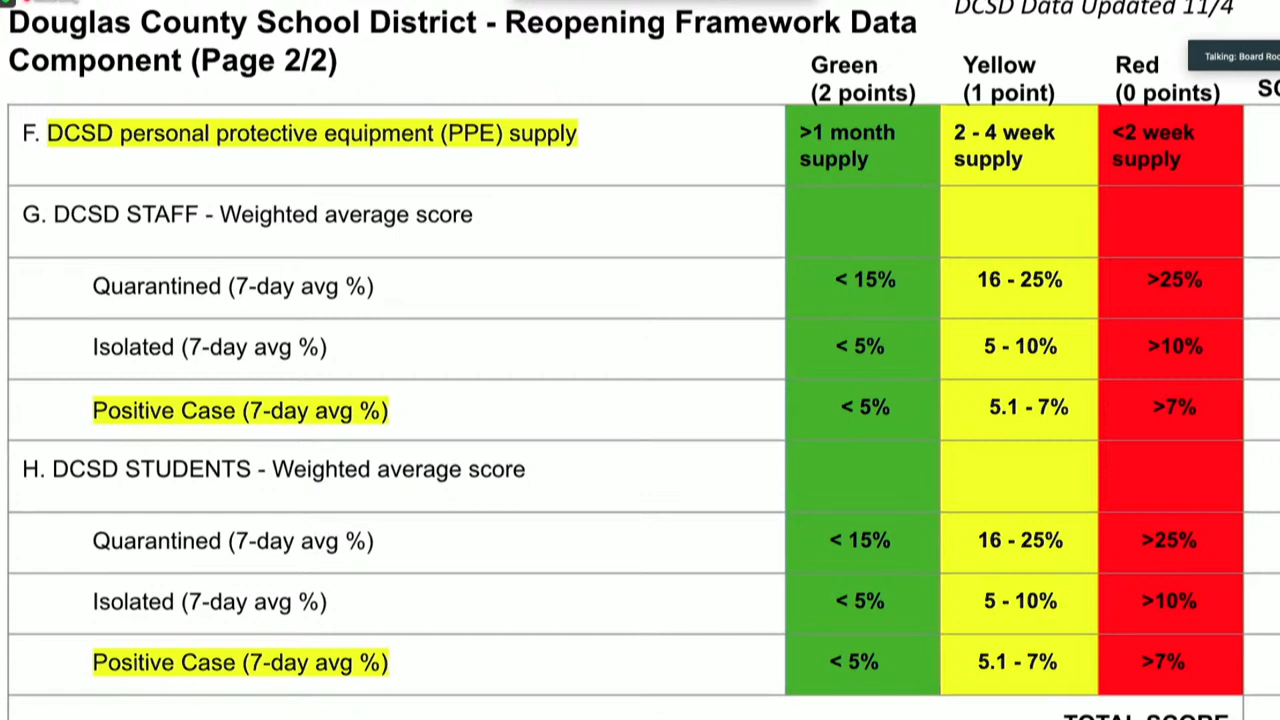 DCSD Data Updated 11/4
Douglas County School District - Reopening Framework Data
Component (Page 2/2)
Talking: Board
Green
(2 points)
Yellow
(1 point)
Red
(0 points)
F. DCSD personal protective equipment (PPE) supply
>1 month
supply
2 - 4 week
supply
<2 week
supply
G. DCSD STAFF - Weighted average score
Quarantined (7-day avg %) < 15% 16 - 25% >25%
Isolated (7-day avg %) < 5% 5 - 10% >10%
Positive Case (7-day avg %) < 5% 5.1 - 7% >7%
H. DCSD STUDENTS - Weighted average score
Quarantined (7-day avg %) < 15% 16 - 25% >25%
Isolated (7-day avg %) < 5% 5 - 10% >10%
Positive Case (7-day avg %) < 5% 5.1 - 7% >7%
TOTAL SCORE